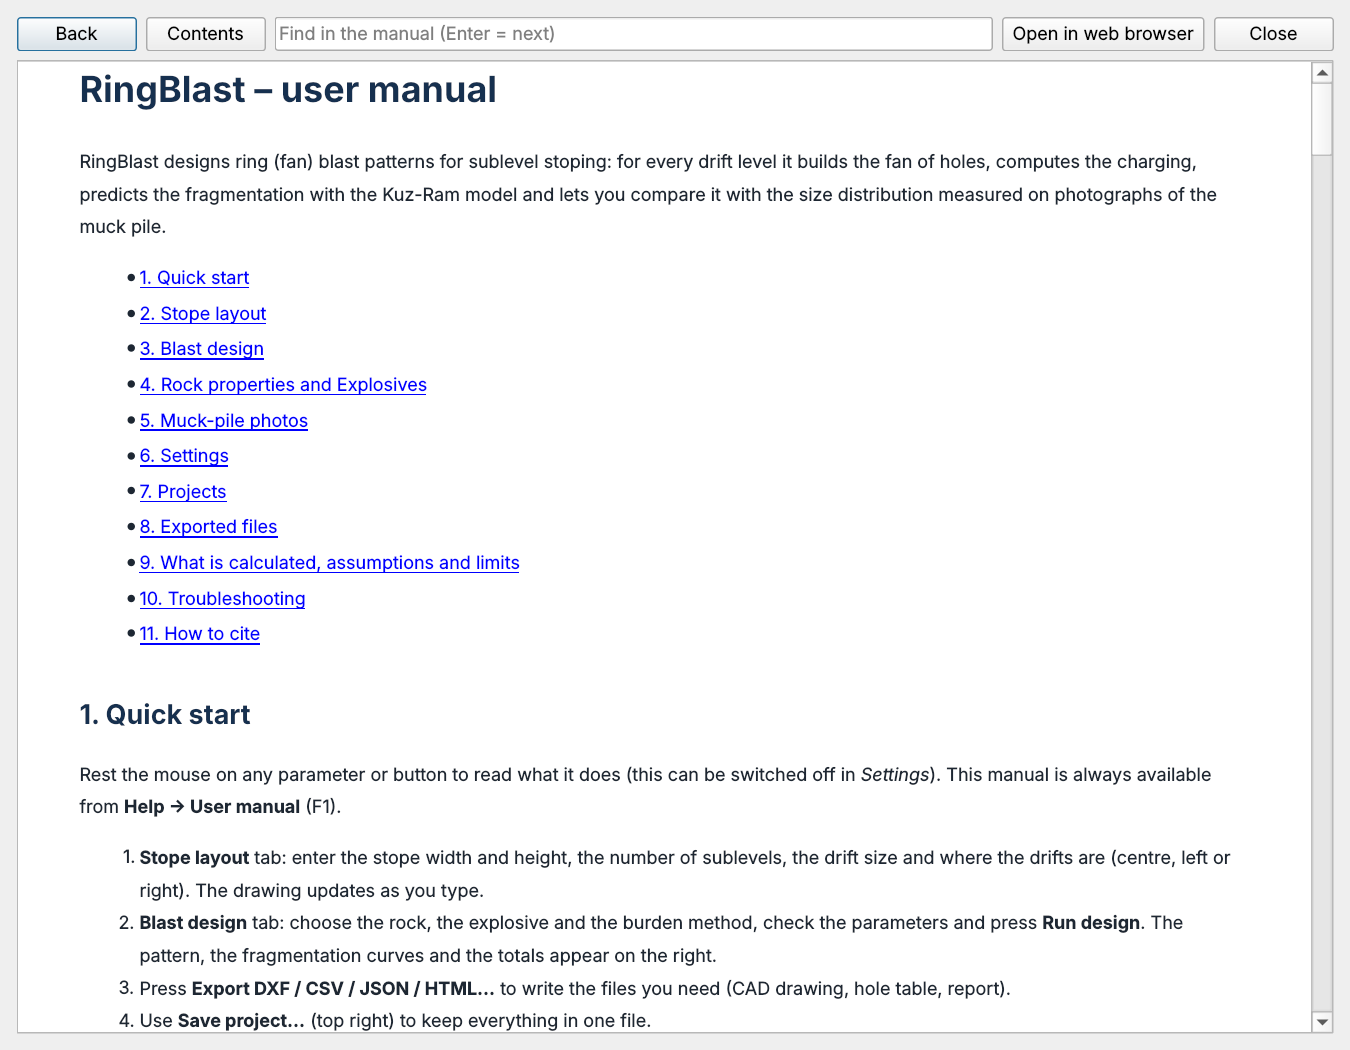 Back
Contents
Find in the manual (Enter = next)
Open in web browser
Close
RingBlast – user manual
RingBlast designs ring (fan) blast patterns for sublevel stoping: for every drift level it builds the fan of holes, computes the charging,
predicts the fragmentation with the Kuz-Ram model and lets you compare it with the size distribution measured on photographs of the
muck pile.
• 1. Quick start
• 2. Stope layout
• 3. Blast design
• 4. Rock properties and Explosives
• 5. Muck-pile photos
• 6. Settings
• 7. Projects
• 8. Exported files
• 9. What is calculated, assumptions and limits
• 10. Troubleshooting
• 11. How to cite
1. Quick start
Rest the mouse on any parameter or button to read what it does (this can be switched off in Settings). This manual is always available
from Help → User manual (F1).
1. Stope layout tab: enter the stope width and height, the number of sublevels, the drift size and where the drifts are (centre, left or
right). The drawing updates as you type.
2. Blast design tab: choose the rock, the explosive and the burden method, check the parameters and press Run design. The
pattern, the fragmentation curves and the totals appear on the right.
3. Press Export DXF / CSV / JSON / HTML... to write the files you need (CAD drawing, hole table, report).
4. Use Save project... (top right) to keep everything in one file.